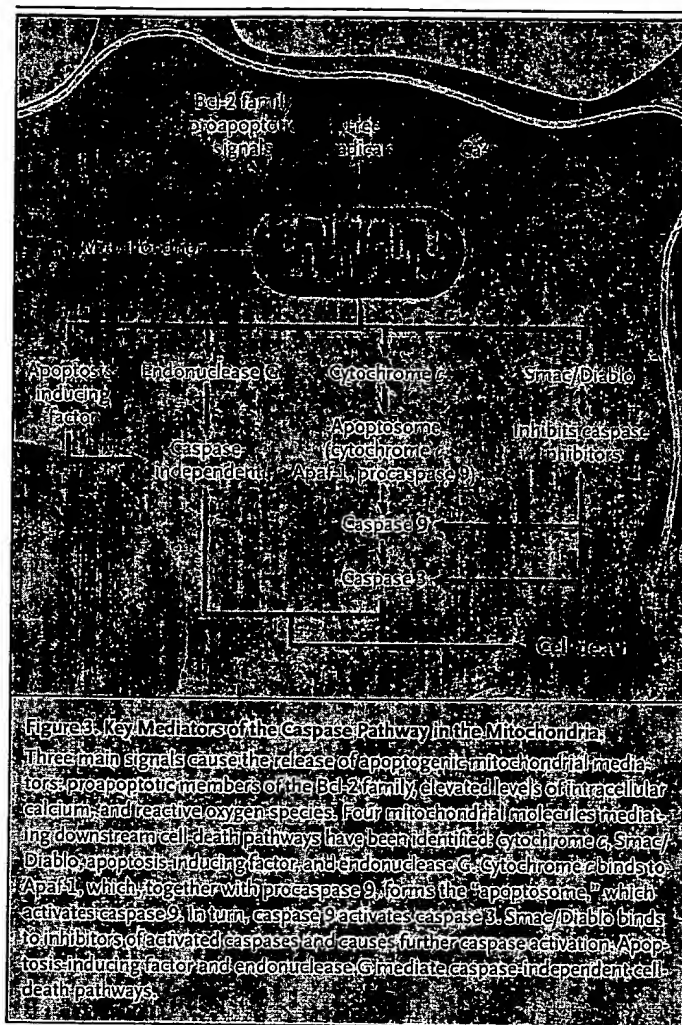 Bcl-2 family
proapoptotic
signals
Ca
Mitochondrion
Apoptosis
inducing
factor
Endonuclease G
Cytochrome c
Smac/Diablo
Caspase
independent
Apoptosome
(cytochrome c
Apaf-1, procaspase 9)
Inhibits caspase
inhibitors
Caspase 9
Caspase 3
Cell death
Figure 3. Key Mediators of the Caspase Pathway in the Mitochondria.
Three main signals cause the release of apoptogenic mitochondrial media-
tors: proapoptotic members of the Bcl-2 family, elevated levels of intracellular
calcium, and reactive oxygen species. Four mitochondrial molecules mediat-
ing downstream cell-death pathways have been identified: cytochrome c, Smac/
Diablo, apoptosis-inducing factor, and endonuclease G. Cytochrome c binds to
Apaf-1, which, together with procaspase 9, forms the "apoptosome," which
activates caspase 9. In turn, caspase 9 activates caspase 3. Smac/Diablo binds
to inhibitors of activated caspases and causes further caspase activation. Apop-
tosis-inducing factor and endonuclease G mediate caspase-independent cell-
death pathways.